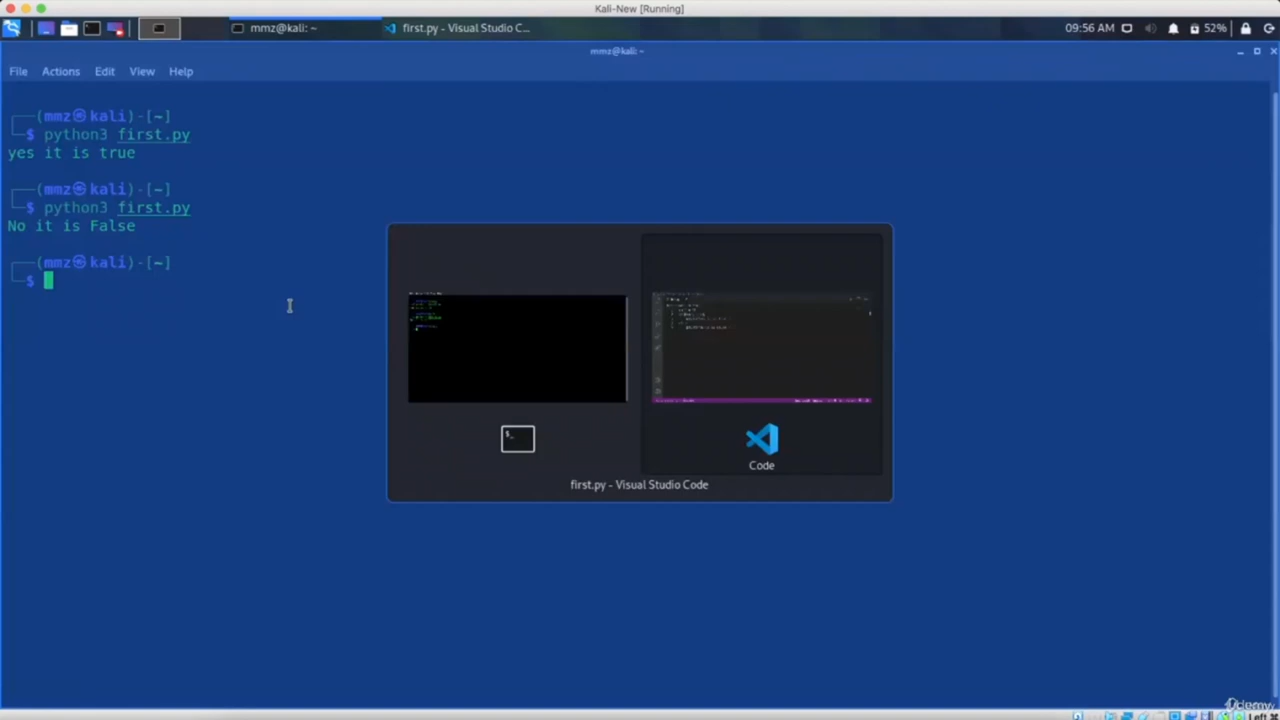 Kali-New [Running]
mmz@kali: ~
first.py - Visual Studio C...
09:56 AM
52%
mmz@kali: ~
File Actions Edit View Help
(mmz㉿kali)-[~]
$ python3 first.py
yes it is true
(mmz㉿kali)-[~]
$ python3 first.py
No it is False
(mmz㉿kali)-[~]
$
$_
Code
first.py - Visual Studio Code
Udemy
Left ⌘